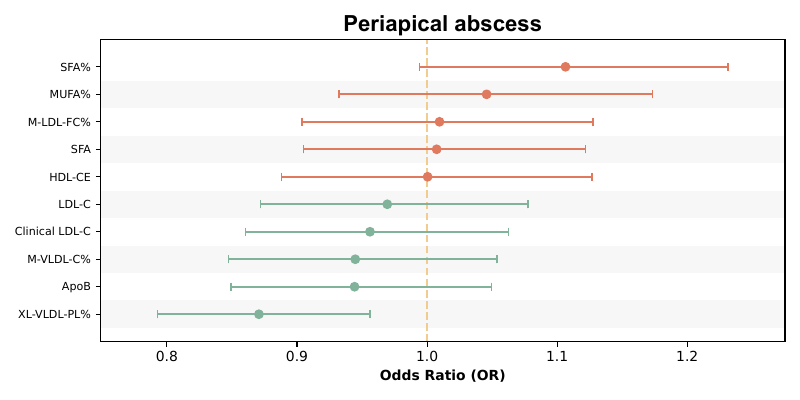 Periapical abscess
SFA%
MUFA%
M-LDL-FC%
SFA
HDL-CE
LDL-C
Clinical LDL-C
M-VLDL-C%
ApoB
XL-VLDL-PL%
0.8 0.9 1.0 1.1 1.2
Odds Ratio (OR)